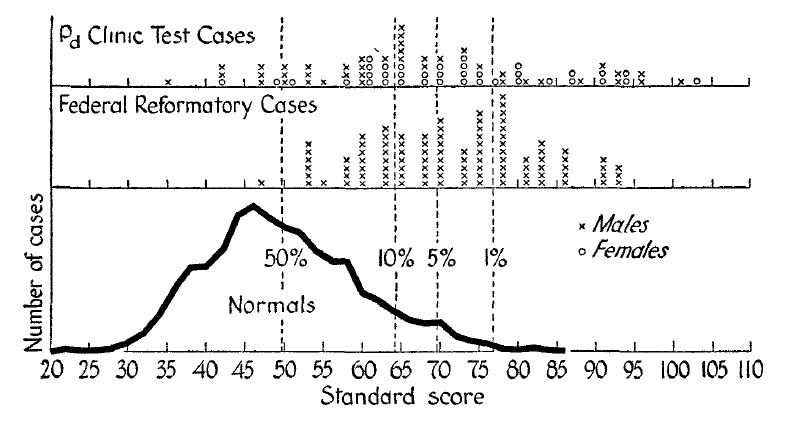 Pd Clinic Test Cases
Federal Reformatory Cases
Number of cases
50% 10% 5% 1%
x Males
o Females
Normals
20 25 30 35 40 45 50 55 60 65 70 75 80 85 90 95 100 105 110
Standard score